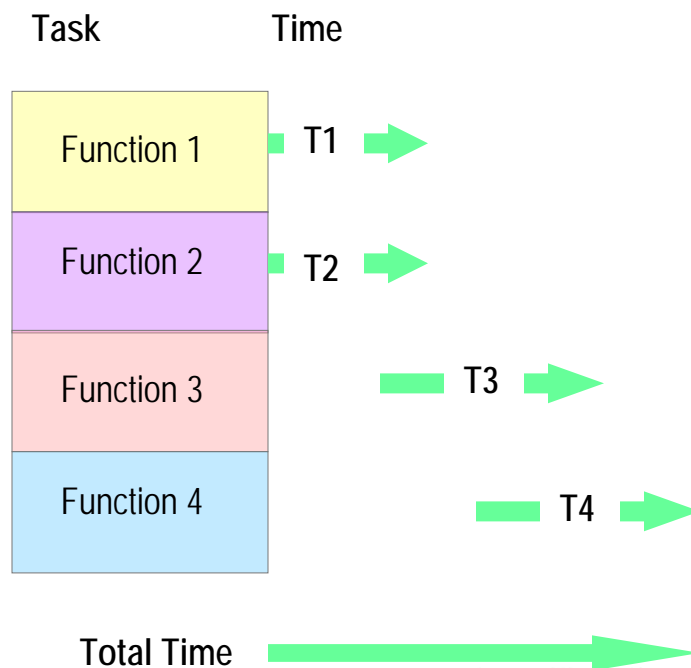 Task Time
Function 1 T1
Function 2 T2
Function 3 T3
Function 4 T4
Total Time